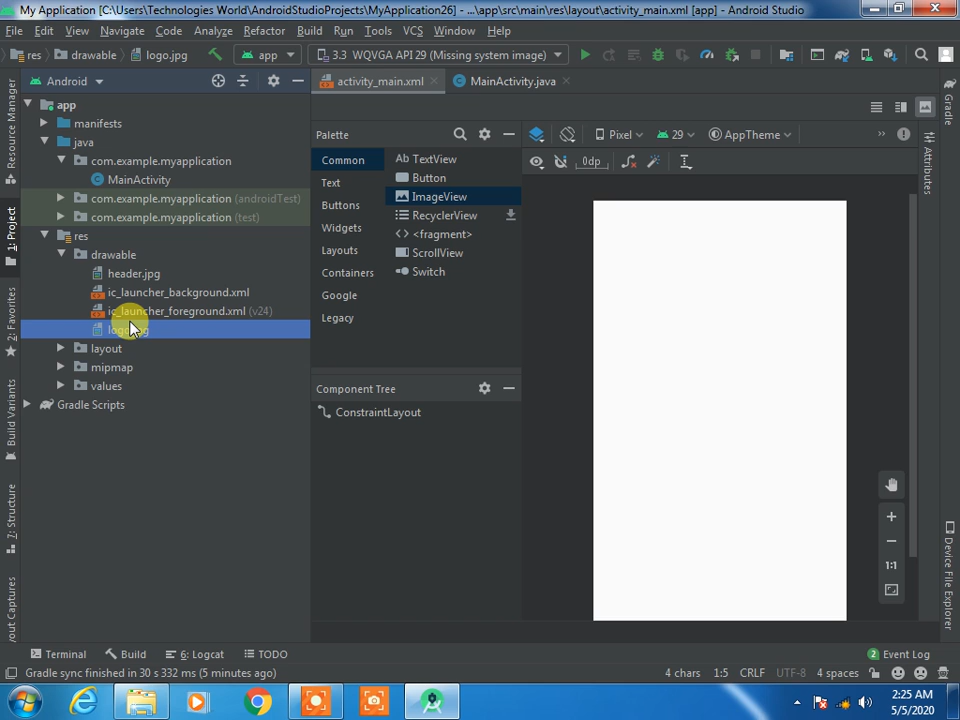 My Application [C:\Users\Technologies World\AndroidStudioProjects\MyApplication26] - ...\app\src\main\res\layout\activity_main.xml [app] - Android Studio
File Edit View Navigate Code Analyze Refactor Build Run Tools VCS Window Help
res drawable logo.jpg app 3.3 WQVGA API 29 (Missing system image)
Android
activity_main.xml
MainActivity.java
app
manifests
java
com.example.myapplication
MainActivity
com.example.myapplication (androidTest)
com.example.myapplication (test)
res
drawable
header.jpg
ic_launcher_background.xml
ic_launcher_foreground.xml (v24)
layout
mipmap
values
Gradle Scripts
Resource Manager
1: Project
2: Favorites
Build Variants
7: Structure
Palette
Common
Text
Buttons
Widgets
Layouts
Containers
Google
Legacy
Ab TextView
Button
ImageView
RecyclerView
<fragment>
ScrollView
Switch
Component Tree
ConstraintLayout
Pixel 29 AppTheme
0dp
1:1
Gradle
Attributes
Device File Explorer
Terminal Build 6: Logcat TODO
2 Event Log
Gradle sync finished in 30 s 332 ms (5 minutes ago)
4 chars 1:5 CRLF UTF-8 4 spaces
2:25 AM
5/5/2020